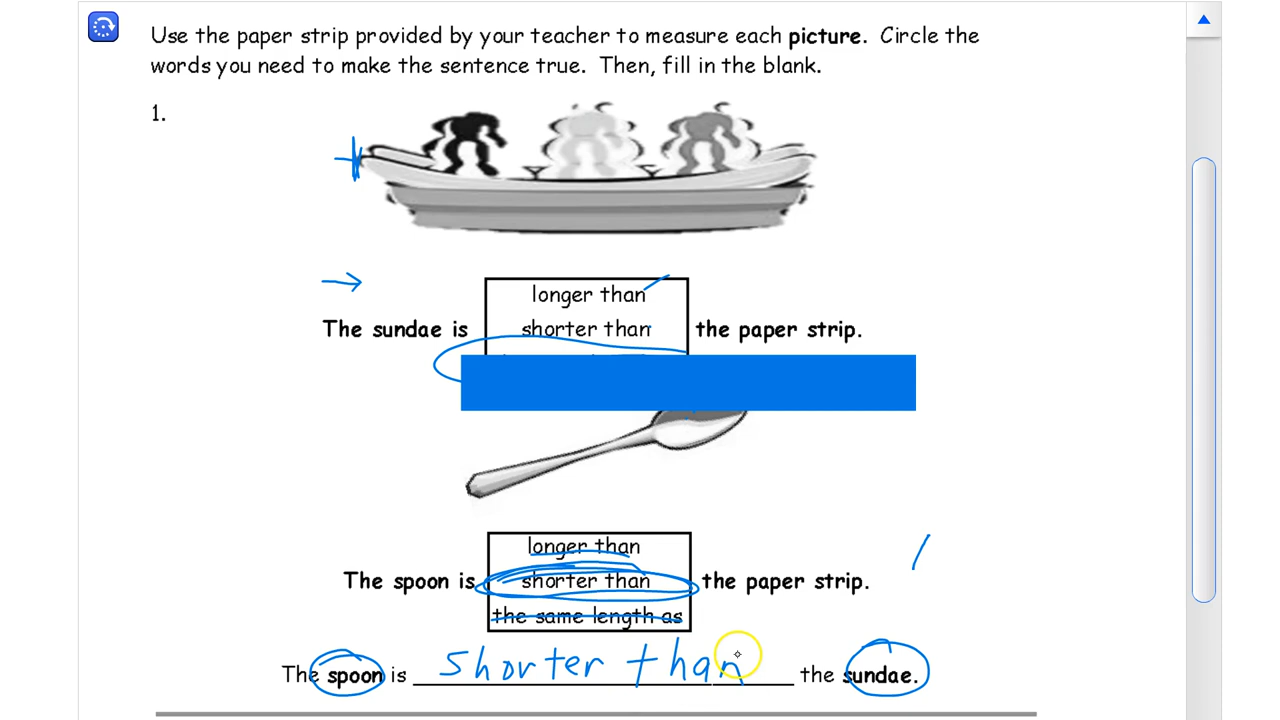 Use the paper strip provided by your teacher to measure each picture. Circle the
words you need to make the sentence true. Then, fill in the blank.
1.
longer than
The sundae is shorter than the paper strip.
longer than
The spoon is shorter than the paper strip.
the same length as
The spoon is shorter than the sundae.